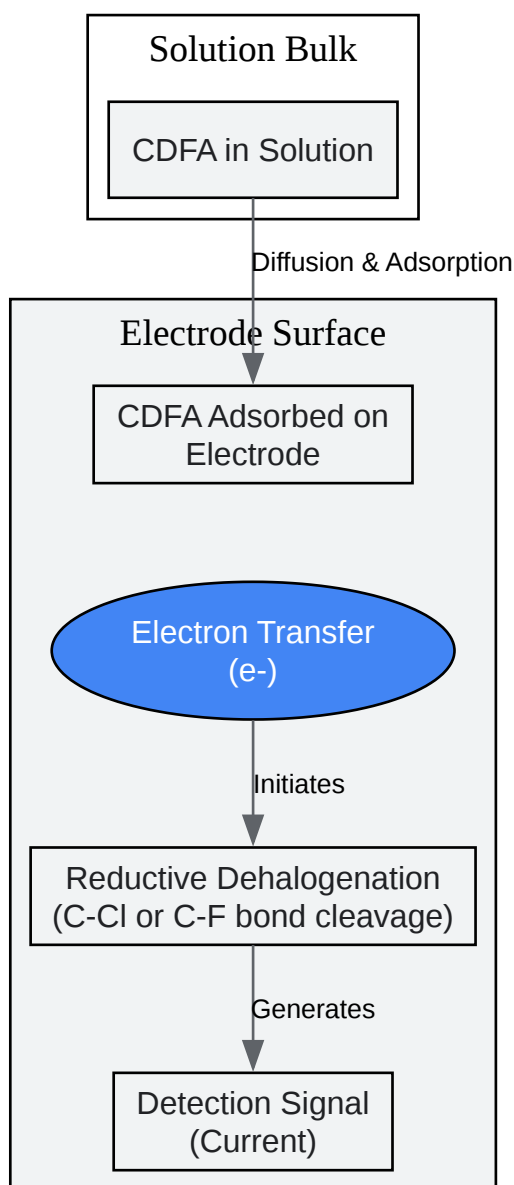 Solution Bulk
CDFA in Solution
Diffusion & Adsorption
Electrode Surface
CDFA Adsorbed on
Electrode
Electron Transfer
(e-)
Initiates
Reductive Dehalogenation
(C-Cl or C-F bond cleavage)
Generates
Detection Signal
(Current)